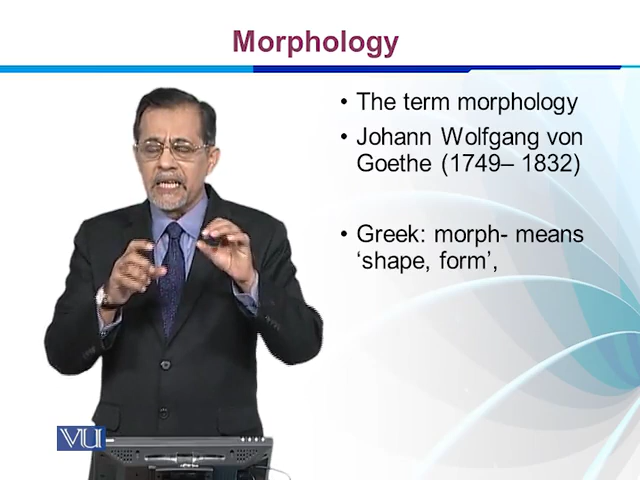 Morphology
• The term morphology
• Johann Wolfgang von
Goethe (1749– 1832)
• Greek: morph- means
‘shape, form’,
VU